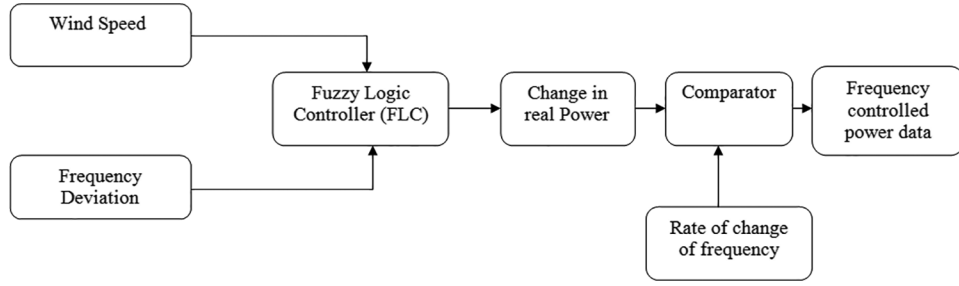 Wind Speed
Fuzzy Logic
Controller (FLC)
Change in
real Power
Comparator
Frequency
controlled
power data
Frequency
Deviation
Rate of change
of frequency